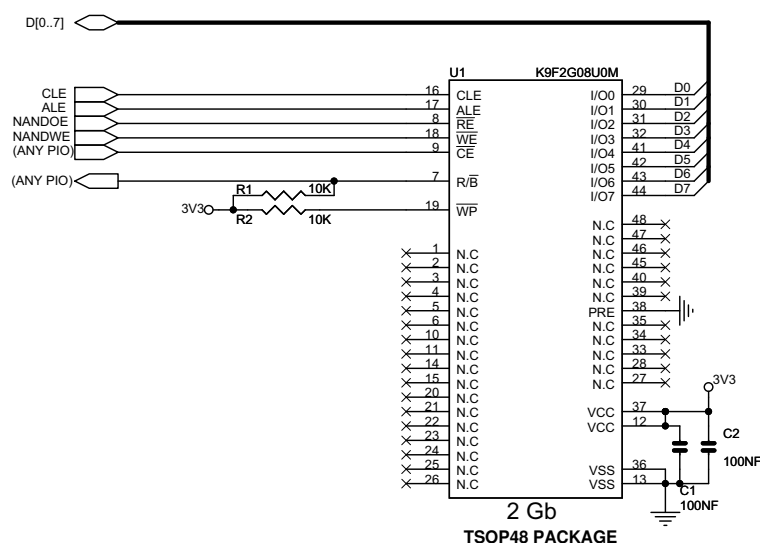 D[0..7]
U1 K9F2G08U0M
CLE 16 CLE I/O0 29 D0
ALE 17 ALE I/O1 30 D1
NANDOE 8 RE I/O2 31 D2
NANDWE 18 WE I/O3 32 D3
(ANY PIO) 9 CE I/O4 41 D4
I/O5 42 D5
(ANY PIO) 7 R/B I/O6 43 D6
I/O7 44 D7
R1 10K
3V3 R2 10K 19 WP
N.C 48
N.C 47
1 N.C N.C 46
2 N.C N.C 45
3 N.C N.C 40
4 N.C N.C 39
5 N.C PRE 38
6 N.C N.C 35
10 N.C N.C 34
11 N.C N.C 33
14 N.C N.C 28
15 N.C N.C 27
20 N.C 3V3
21 N.C VCC 37
22 N.C VCC 12
23 N.C C2
24 N.C 100NF
25 N.C VSS 36
26 N.C VSS 13
C1
100NF
2 Gb
TSOP48 PACKAGE